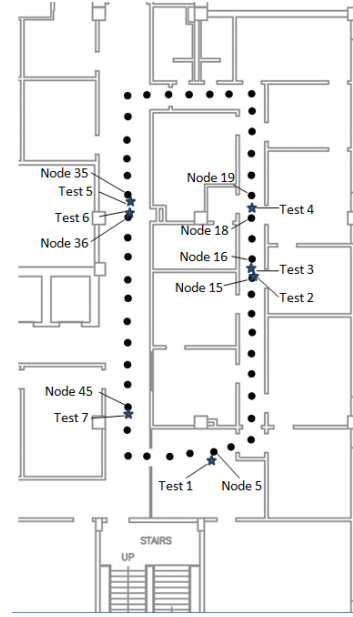 Node 35
Test 5
Node 19
Test 6
Test 4
Node 18
Node 36
Node 16
Test 3
Node 15
Test 2
Node 45
Test 7
Test 1
Node 5
STAIRS
UP